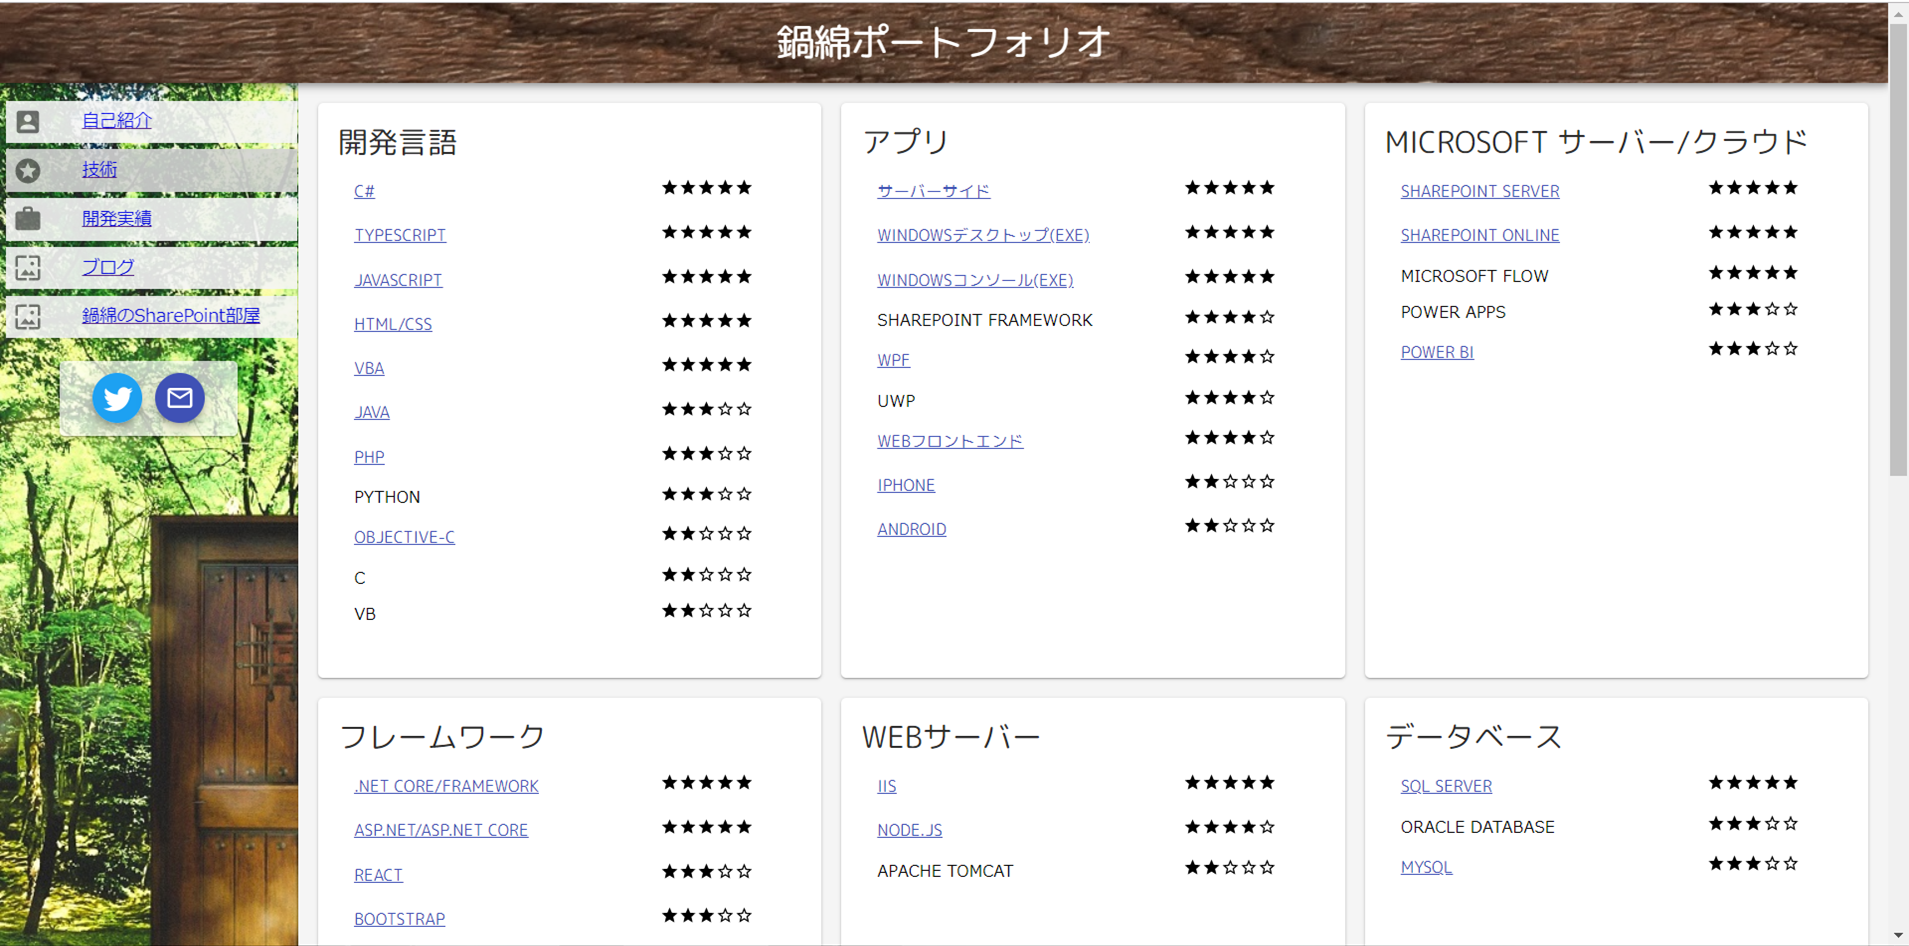 鍋綿ポートフォリオ
自己紹介
技術
開発実績
ブログ
鍋綿のSharePoint部屋
開発言語
C# ★★★★★
TYPESCRIPT ★★★★★
JAVASCRIPT ★★★★★
HTML/CSS ★★★★★
VBA ★★★★★
JAVA ★★★☆☆
PHP ★★★☆☆
PYTHON ★★★☆☆
OBJECTIVE-C ★★☆☆☆
C ★★☆☆☆
VB ★★☆☆☆
アプリ
サーバーサイド ★★★★★
WINDOWSデスクトップ(EXE) ★★★★★
WINDOWSコンソール(EXE) ★★★★★
SHAREPOINT FRAMEWORK ★★★★☆
WPF ★★★★☆
UWP ★★★★☆
WEBフロントエンド ★★★★☆
IPHONE ★★☆☆☆
ANDROID ★★☆☆☆
MICROSOFT サーバー/クラウド
SHAREPOINT SERVER ★★★★★
SHAREPOINT ONLINE ★★★★★
MICROSOFT FLOW ★★★★★
POWER APPS ★★★☆☆
POWER BI ★★★☆☆
フレームワーク
.NET CORE/FRAMEWORK ★★★★★
ASP.NET/ASP.NET CORE ★★★★★
REACT ★★★☆☆
BOOTSTRAP ★★★☆☆
WEBサーバー
IIS ★★★★★
NODE.JS ★★★★☆
APACHE TOMCAT ★★☆☆☆
データベース
SQL SERVER ★★★★★
ORACLE DATABASE ★★★☆☆
MYSQL ★★★☆☆